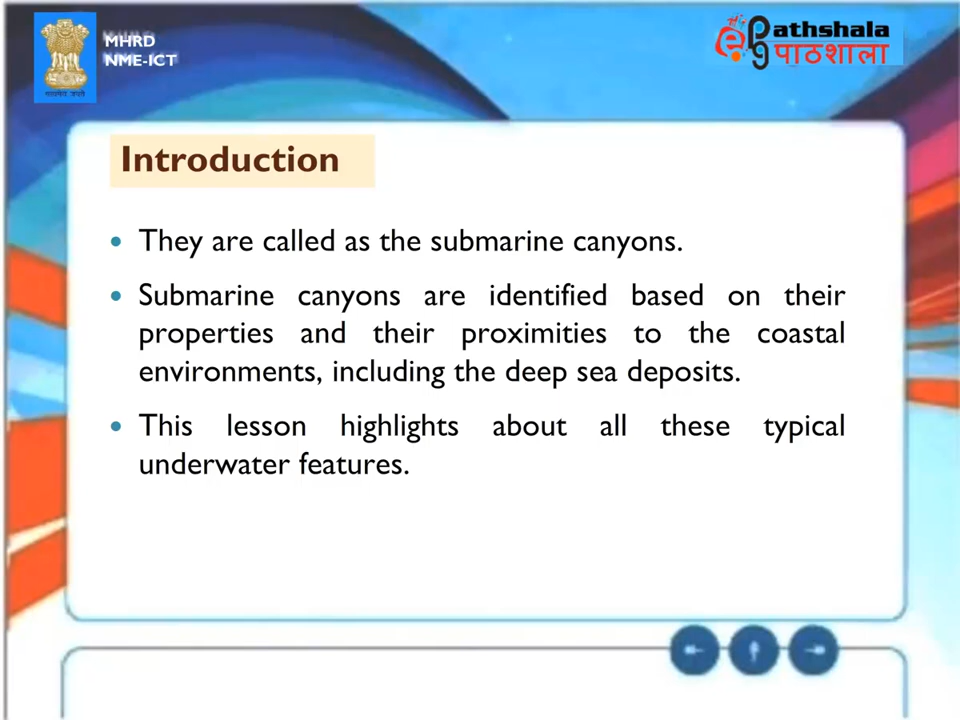 MHRD
NME-ICT
Pathshala
पाठशाला
Introduction
They are called as the submarine canyons.
Submarine canyons are identified based on their
properties and their proximities to the coastal
environments, including the deep sea deposits.
This lesson highlights about all these typical
underwater features.